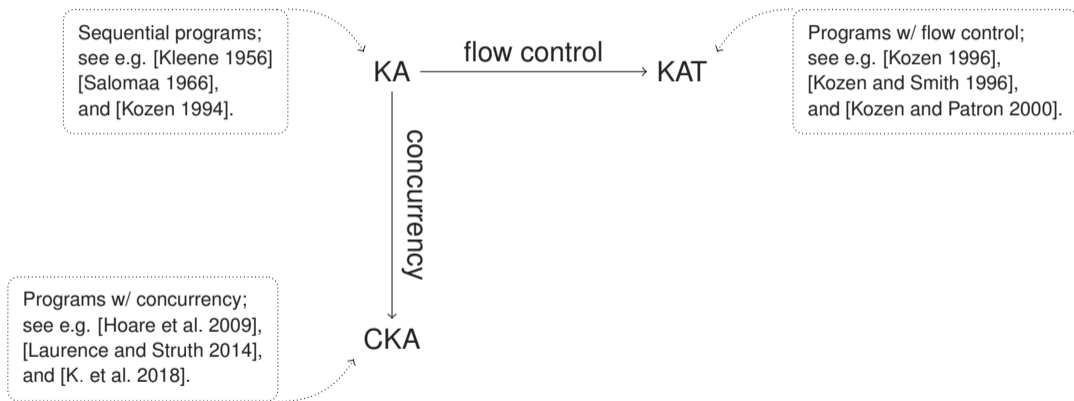 Sequential programs;
see e.g. [Kleene 1956]
[Salomaa 1966],
and [Kozen 1994].
KA
flow control
KAT
Programs w/ flow control;
see e.g. [Kozen 1996],
[Kozen and Smith 1996],
and [Kozen and Patron 2000].
concurrency
Programs w/ concurrency;
see e.g. [Hoare et al. 2009],
[Laurence and Struth 2014],
and [K. et al. 2018].
CKA